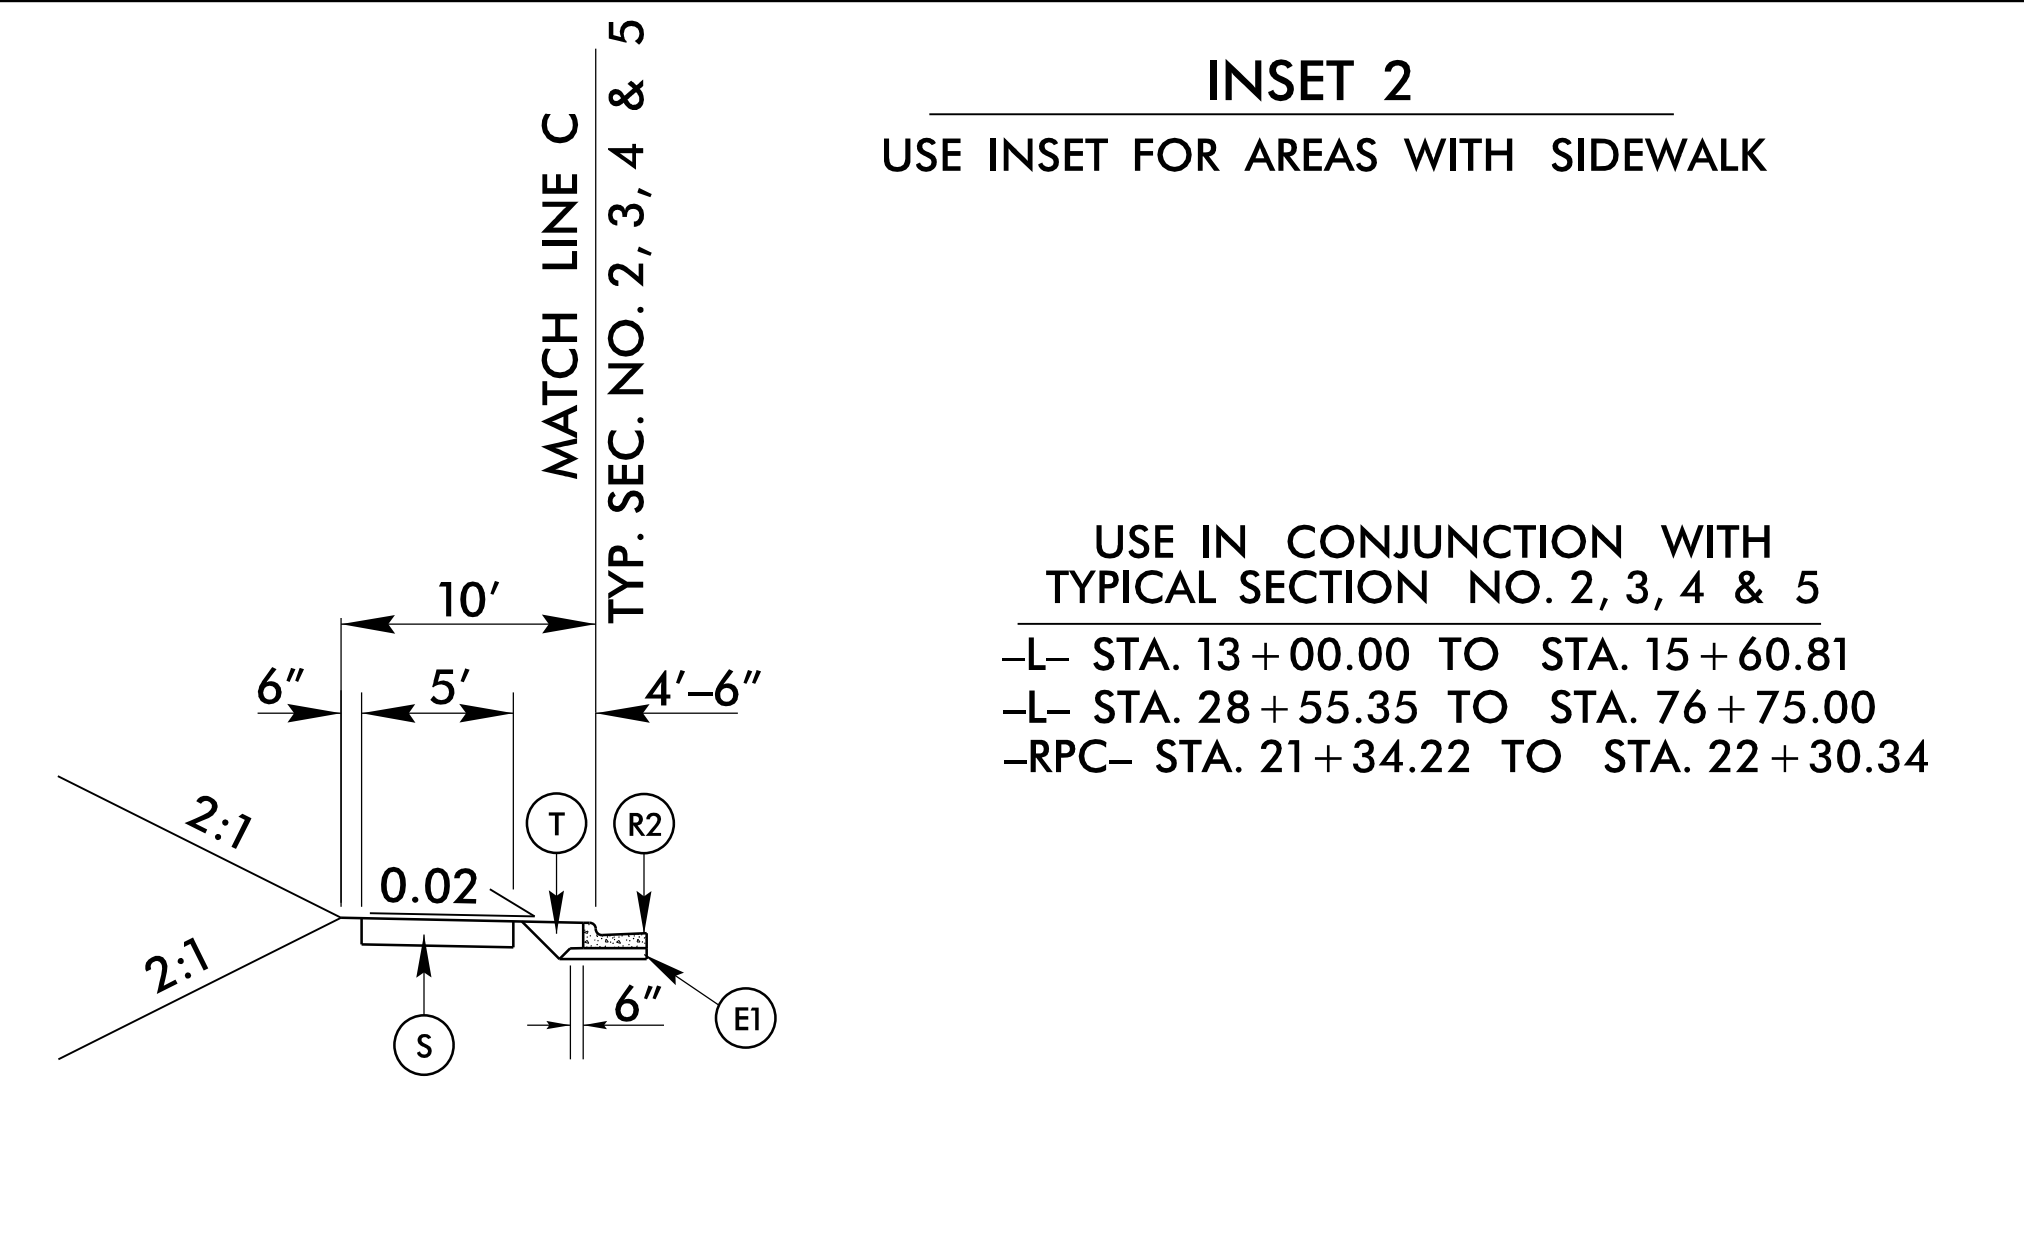 INSET 2
USE INSET FOR AREAS WITH SIDEWALK
MATCH LINE C
TYP. SEC. NO. 2, 3, 4 & 5
USE IN CONJUNCTION WITH
TYPICAL SECTION NO. 2, 3, 4 & 5
–L– STA. 13+00.00 TO STA. 15+60.81
–L– STA. 28+55.35 TO STA. 76+75.00
–RPC– STA. 21+34.22 TO STA. 22+30.34
10'
6" 5' 4'–6"
2:1
T R2
0.02
2:1
6"
E1
S